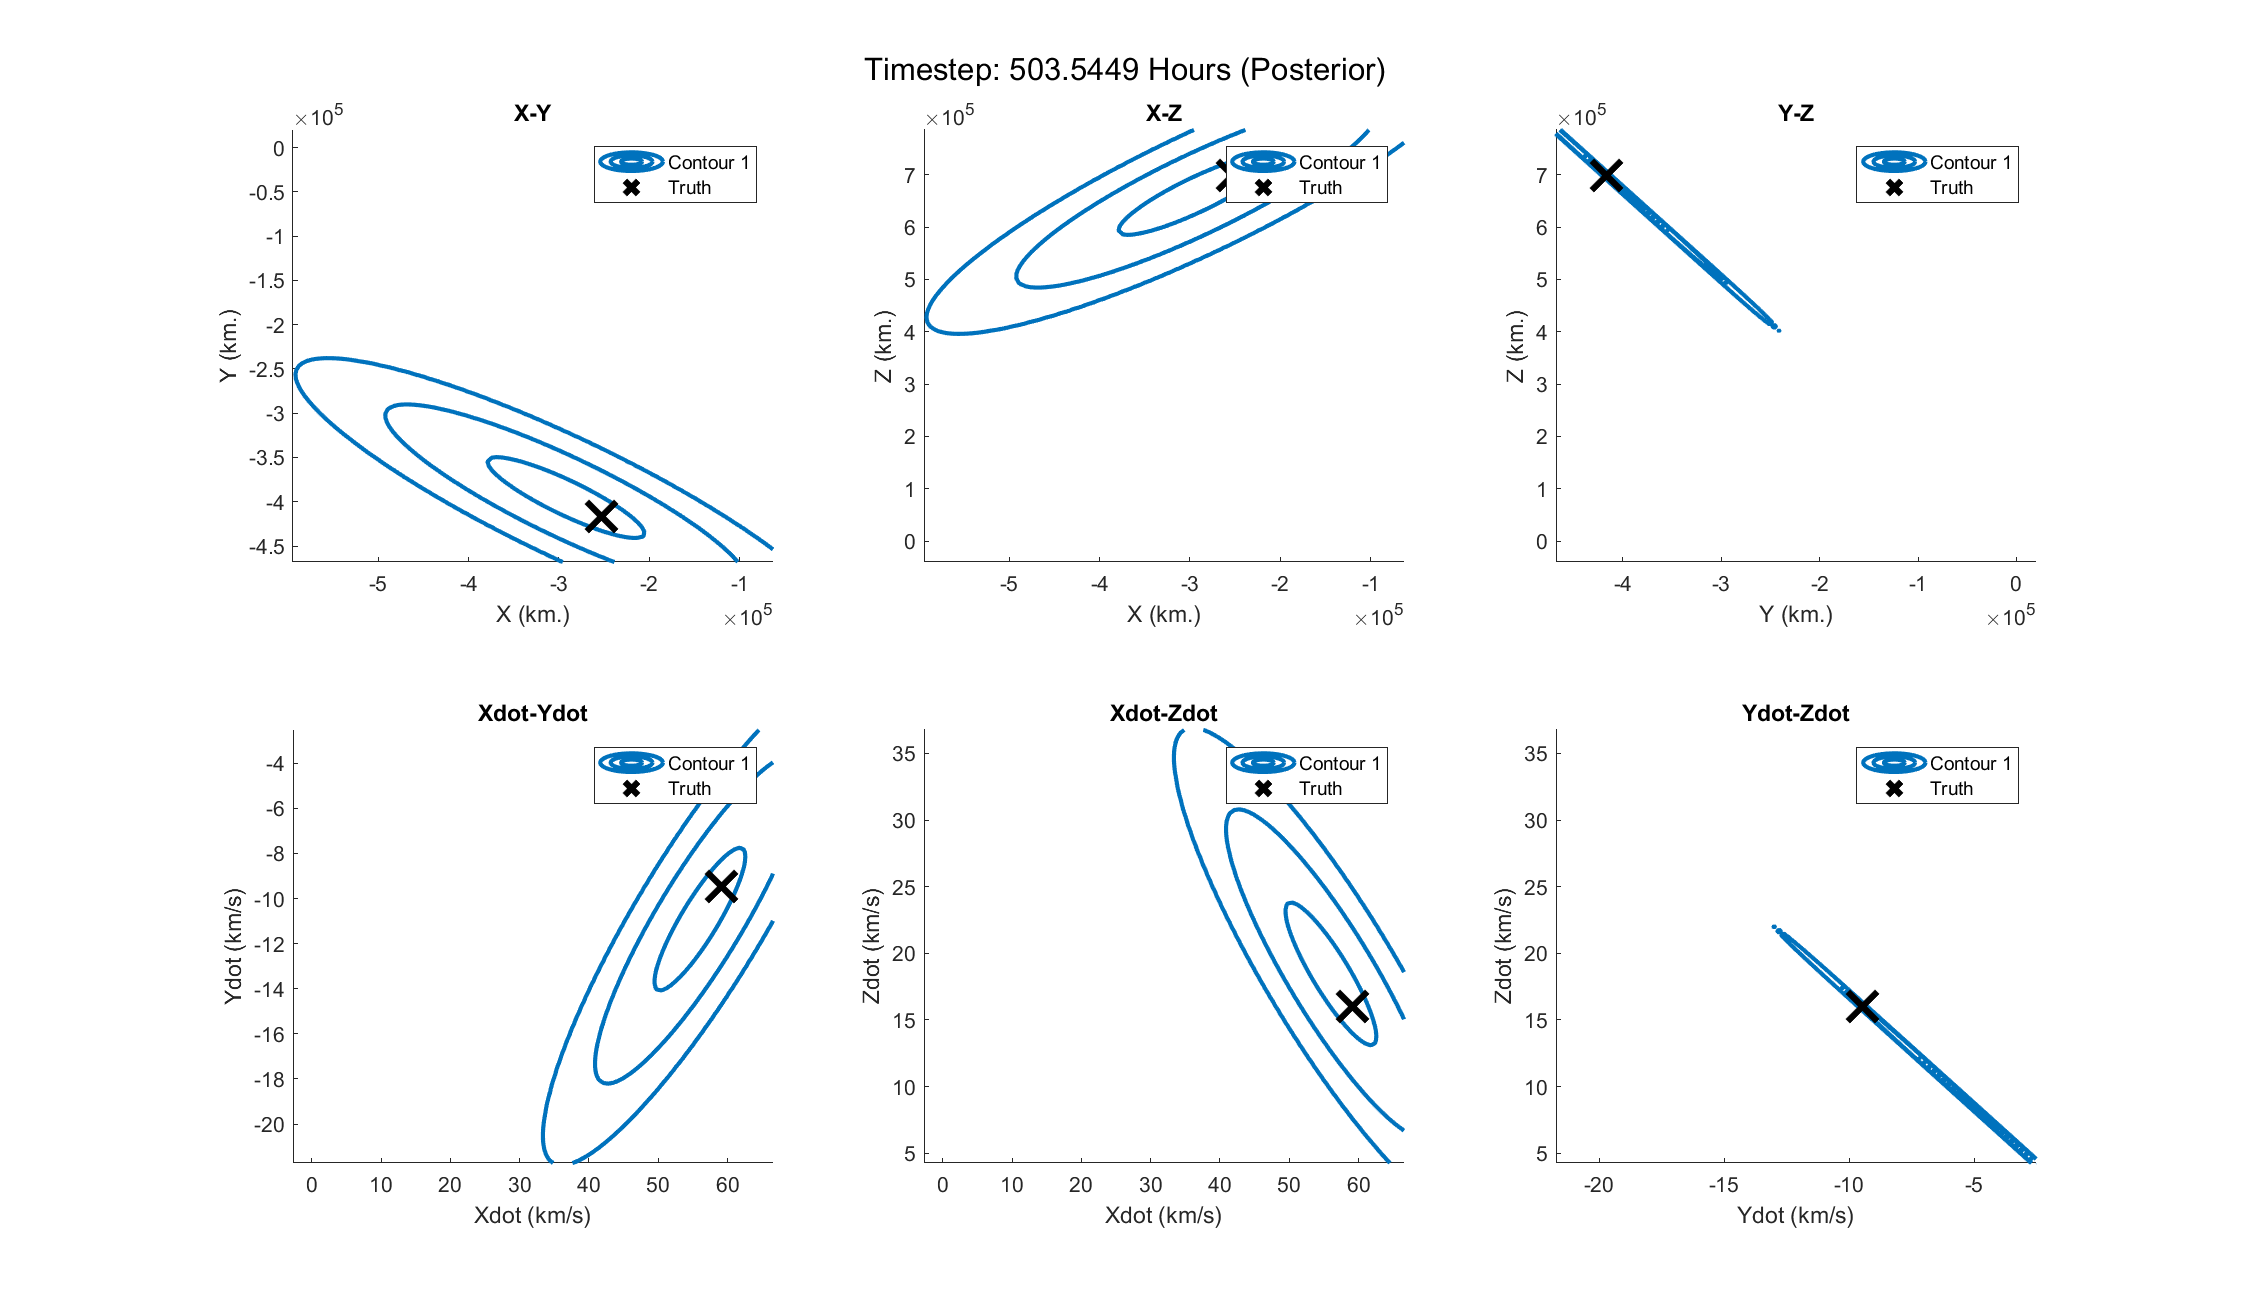 Timestep: 503.5449 Hours (Posterior)
X-Y
×10^5
0
-0.5
-1
-1.5
-2
-2.5
-3
-3.5
-4
-4.5
Y (km.)
Contour 1
Truth
-5 -4 -3 -2 -1
X (km.)
×10^5
X-Z
×10^5
7
6
5
4
3
2
1
0
Z (km.)
Contour 1
Truth
-5 -4 -3 -2 -1
X (km.)
×10^5
Y-Z
×10^5
7
6
5
4
3
2
1
0
Z (km.)
Contour 1
Truth
-4 -3 -2 -1 0
Y (km.)
×10^5
Xdot-Ydot
-4
-6
-8
-10
-12
-14
-16
-18
-20
Ydot (km/s)
Contour 1
Truth
0 10 20 30 40 50 60
Xdot (km/s)
Xdot-Zdot
35
30
25
20
15
10
5
Zdot (km/s)
Contour 1
Truth
0 10 20 30 40 50 60
Xdot (km/s)
Ydot-Zdot
35
30
25
20
15
10
5
Zdot (km/s)
Contour 1
Truth
-20 -15 -10 -5
Ydot (km/s)